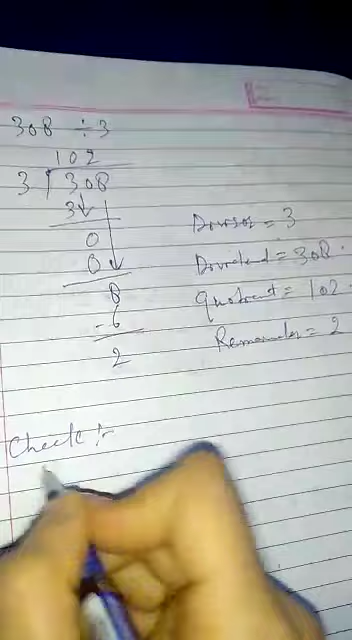 308 ÷ 3
102
3 308
3
0
0
8
- 6
2
Divisor = 3
Dividend = 308.
Quotient = 102.
Remainder = 2
Check :-